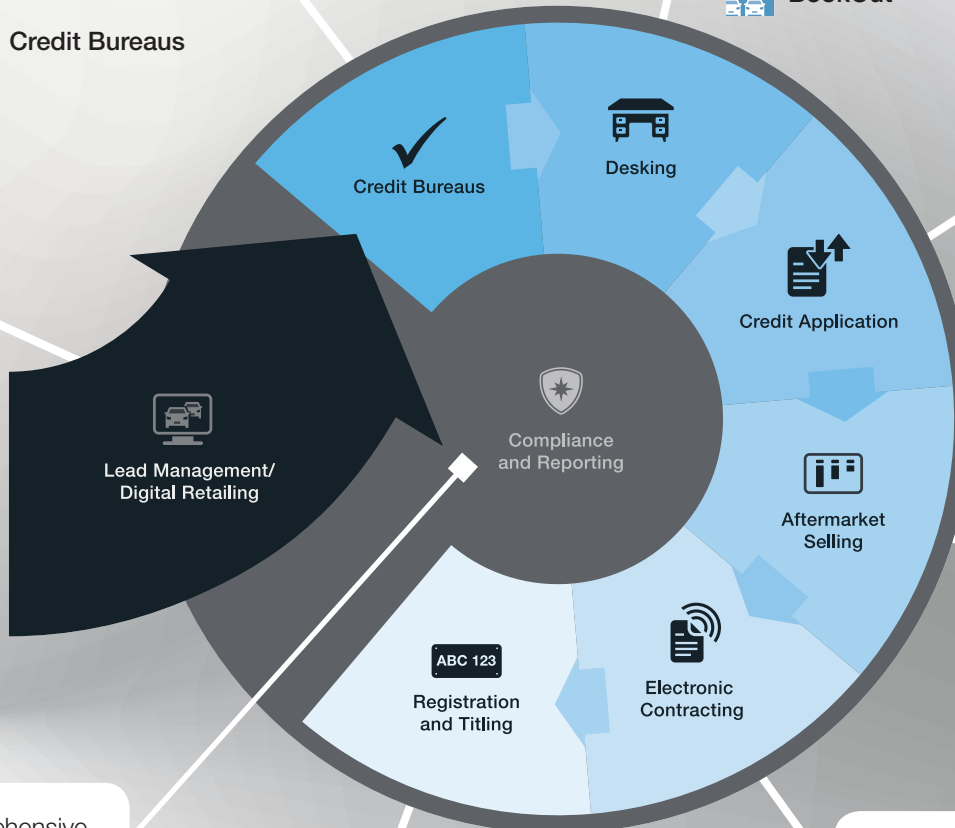 BookOut
Credit Bureaus
Credit Bureaus
Desking
Credit Application
Compliance
and Reporting
Lead Management/
Digital Retailing
Aftermarket
Selling
ABC 123
Electronic
Contracting
Registration
and Titling